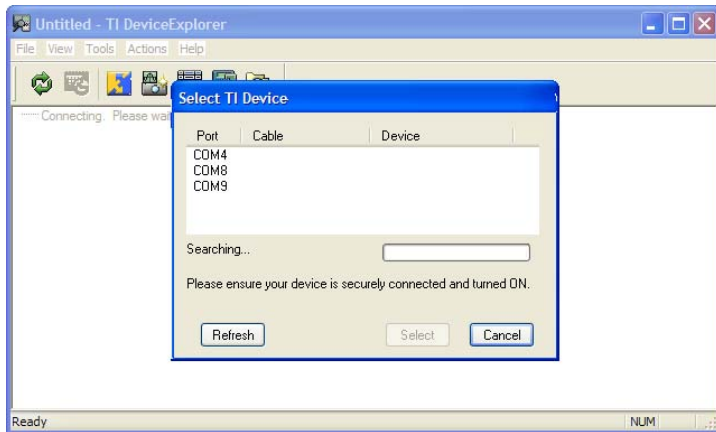 Untitled - TI DeviceExplorer
File View Tools Actions Help
Connecting. Please wai
Select TI Device
Port Cable Device
COM4
COM8
COM9
Searching...
Please ensure your device is securely connected and turned ON.
Refresh Select Cancel
Ready NUM